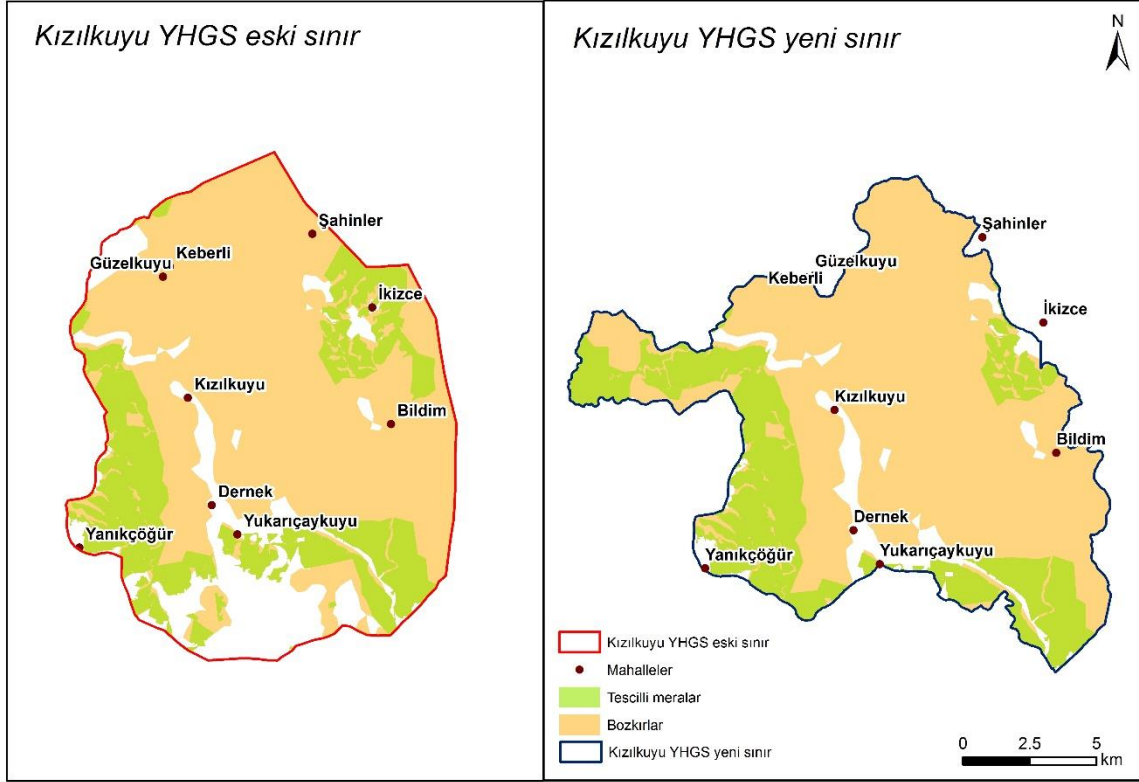 Kızılkuyu YHGS eski sınır
Şahinler
Keberli
Güzelkuyu
İkizce
Kızılkuyu
Bildim
Dernek
Yukarıçaykuyu
Yanıkçöğür
Kızılkuyu YHGS yeni sınır
N
Şahinler
Güzelkuyu
Keberli
İkizce
Kızılkuyu
Bildim
Dernek
Yukarıçaykuyu
Yanıkçöğür
Kızılkuyu YHGS eski sınır
Mahalleler
Tescilli meralar
Bozkırlar
Kızılkuyu YHGS yeni sınır
0 2.5 5
km